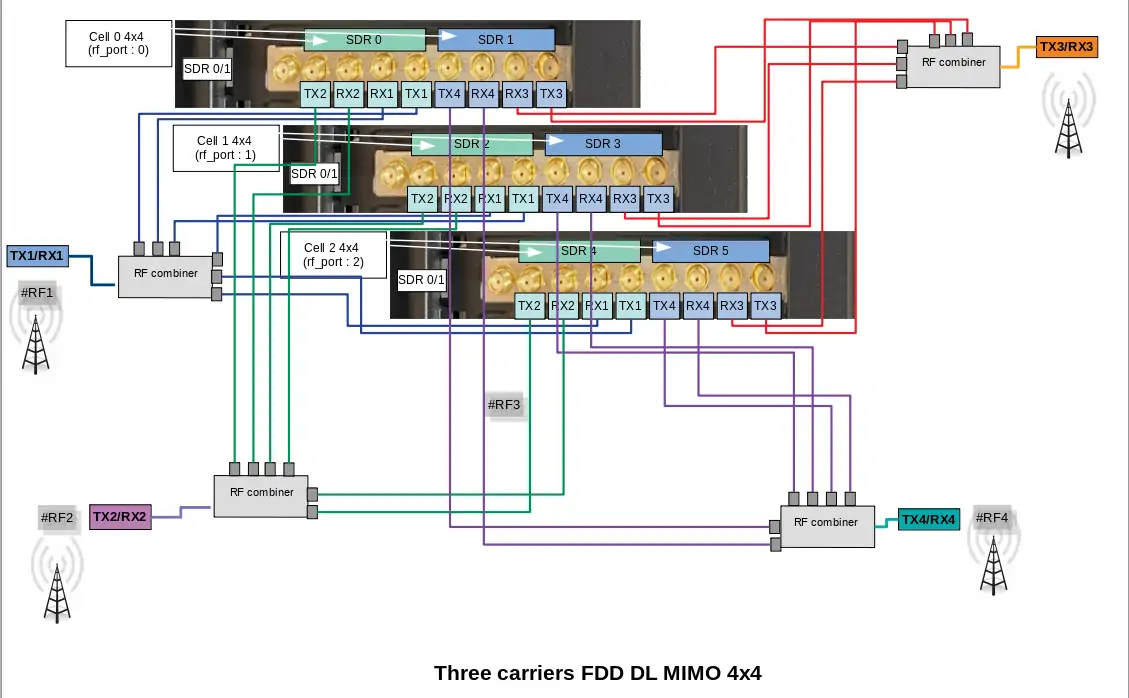 Cell 0 4x4
(rf_port : 0)
SDR 0
SDR 1
SDR 0/1
TX2 RX2 RX1 TX1 TX4 RX4 RX3 TX3
RF combiner
TX3/RX3
Cell 1 4x4
(rf_port : 1)
SDR 2
SDR 3
SDR 0/1
TX2 RX2 RX1 TX1 TX4 RX4 RX3 TX3
Cell 2 4x4
(rf_port : 2)
SDR 4
SDR 5
SDR 0/1
TX2 RX2 RX1 TX1 TX4 RX4 RX3 TX3
TX1/RX1
RF combiner
#RF1
#RF3
RF combiner
#RF2
TX2/RX2
RF combiner
TX4/RX4
#RF4
Three carriers FDD DL MIMO 4x4